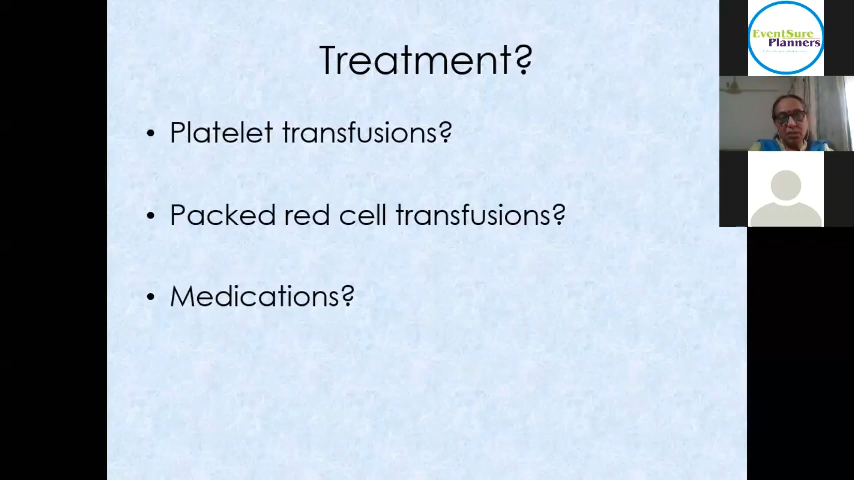 Treatment?
• Platelet transfusions?
• Packed red cell transfusions?
• Medications?
EventSure
Planners